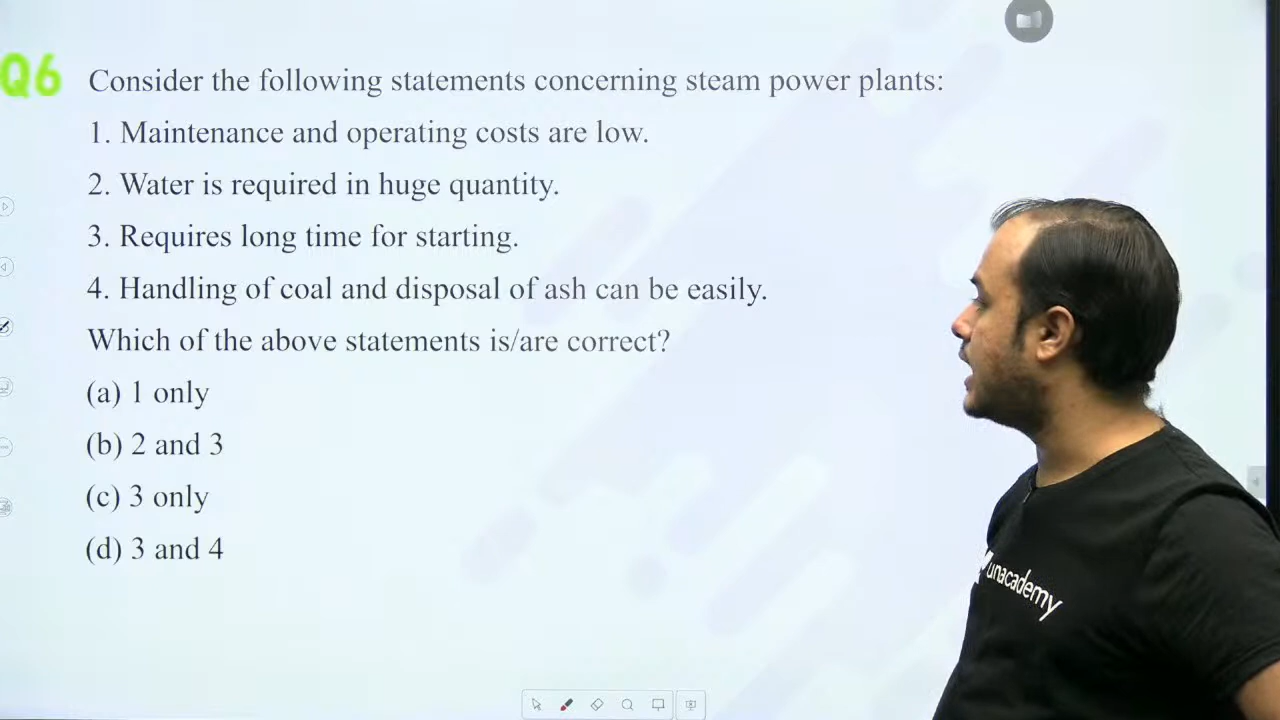 Q6
Consider the following statements concerning steam power plants:
1. Maintenance and operating costs are low.
2. Water is required in huge quantity.
3. Requires long time for starting.
4. Handling of coal and disposal of ash can be easily.
Which of the above statements is/are correct?
(a) 1 only
(b) 2 and 3
(c) 3 only
(d) 3 and 4
unacademy